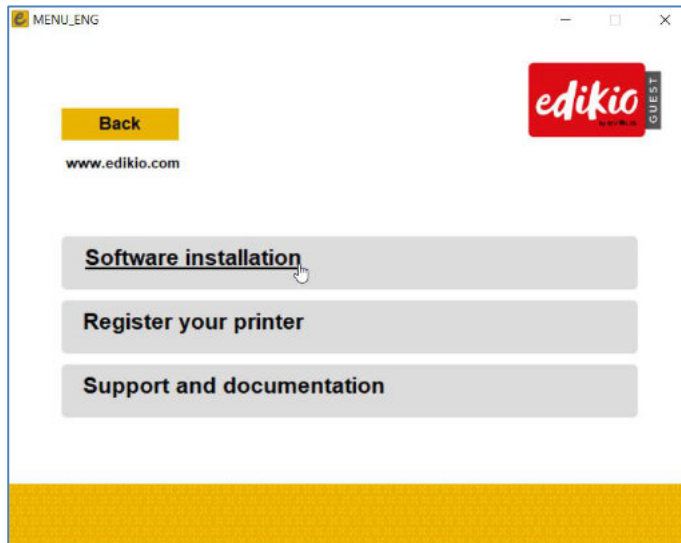 MENU_ENG
edikio
GUEST
Back
www.edikio.com
Software installation
Register your printer
Support and documentation